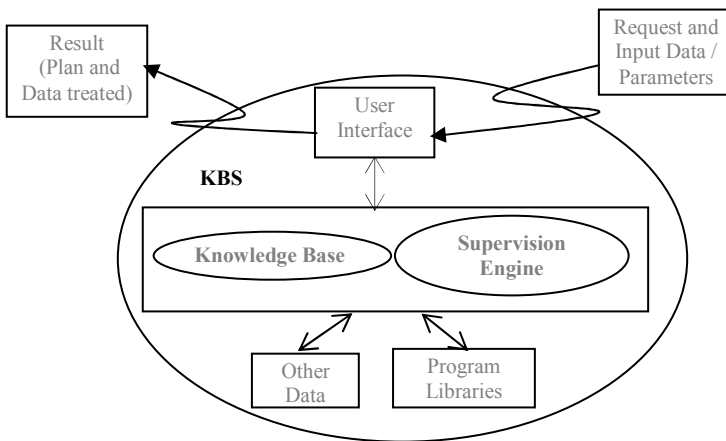 Result
(Plan and
Data treated)
Request and
Input Data /
Parameters
User
Interface
KBS
Knowledge Base
Supervision
Engine
Other
Data
Program
Libraries